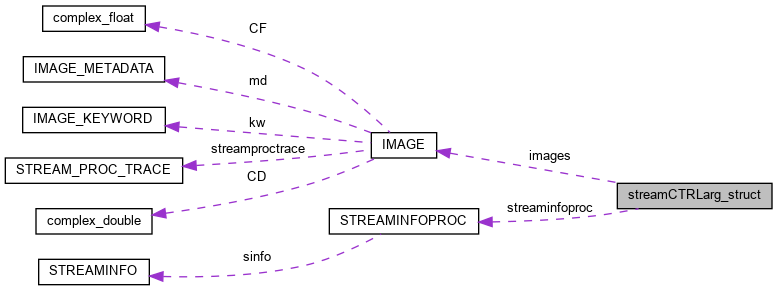 complex_float
CF
IMAGE_METADATA
md
IMAGE_KEYWORD
kw
IMAGE
streamproctrace
images
STREAM_PROC_TRACE
CD
streamCTRLarg_struct
streaminfoproc
complex_double
STREAMINFOPROC
sinfo
STREAMINFO